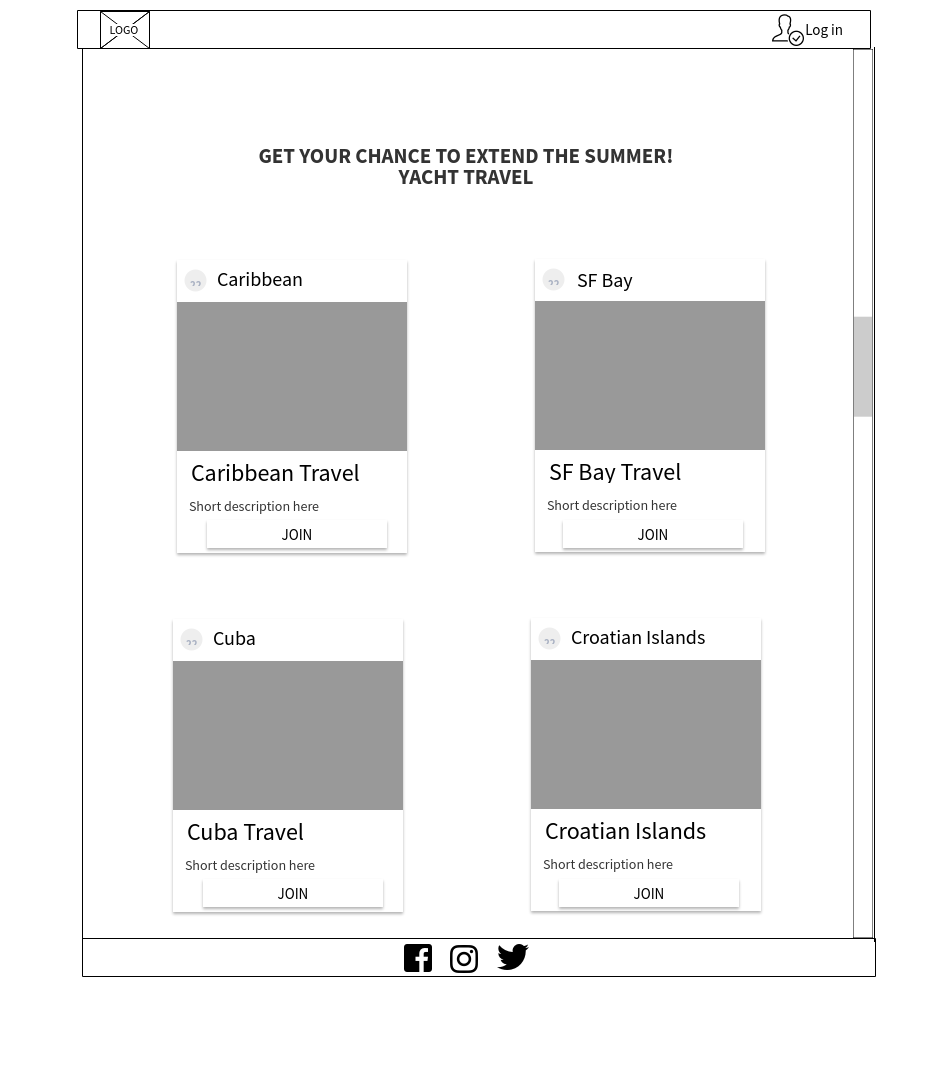 LOGO
Log in
GET YOUR CHANCE TO EXTEND THE SUMMER!
YACHT TRAVEL
Caribbean
Caribbean Travel
Short description here
JOIN
SF Bay
SF Bay Travel
Short description here
JOIN
Cuba
Cuba Travel
Short description here
JOIN
Croatian Islands
Croatian Islands
Short description here
JOIN